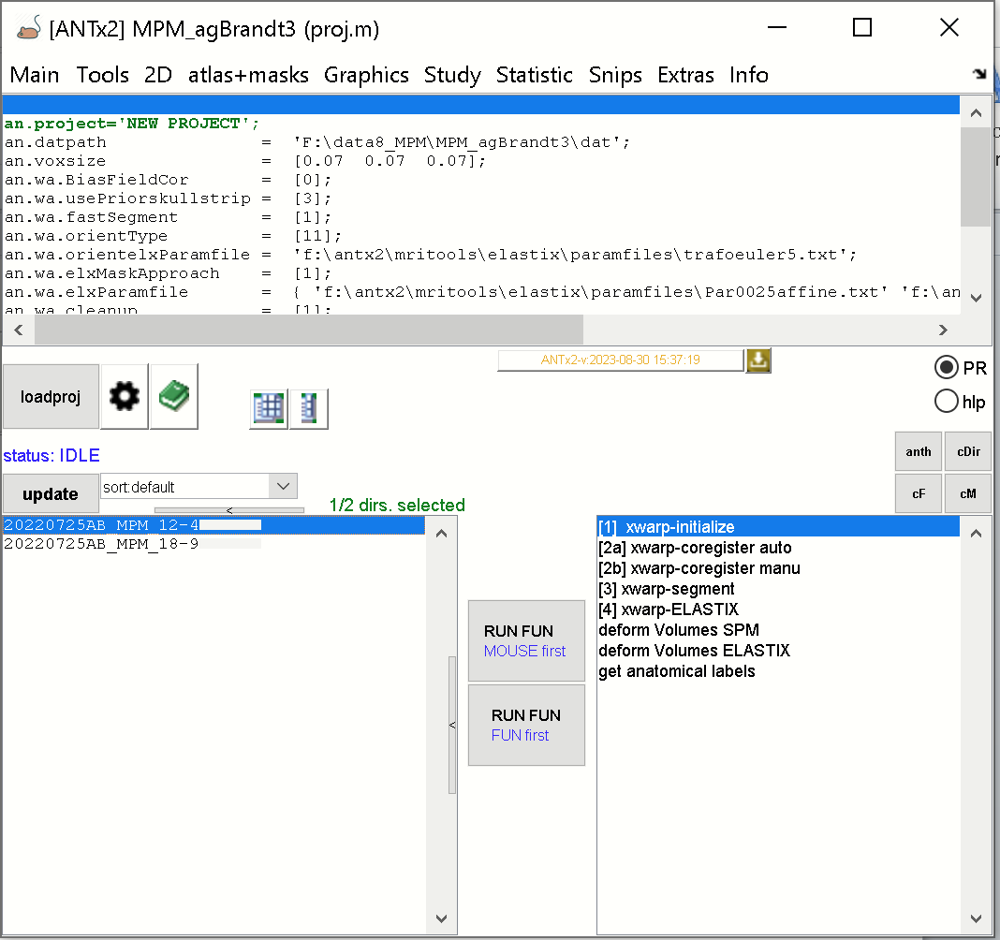 [ANTx2] MPM_agBrandt3 (proj.m)
Main Tools 2D atlas+masks Graphics Study Statistic Snips Extras Info
an.project='NEW PROJECT';
an.datpath = 'F:\data8_MPM\MPM_agBrandt3\dat';
an.voxsize = [0.07 0.07 0.07];
an.wa.BiasFieldCor = [0];
an.wa.usePriorskullstrip = [3];
an.wa.fastSegment = [1];
an.wa.orientType = [11];
an.wa.orientelxParamfile = 'f:\antx2\mritools\elastix\paramfiles\trafoeuler5.txt';
an.wa.elxMaskApproach = [1];
an.wa.elxParamfile = { 'f:\antx2\mritools\elastix\paramfiles\Par0025affine.txt' 'f:\an
an.wa.cleanup = [1];
ANTx2-v:2023-08-30 15:37:19
loadproj
PR
hlp
status: IDLE
anth cDir
update
sort:default
cF cM
<
1/2 dirs. selected
20220725AB_MPM_12-4
20220725AB_MPM_18-9
[1] xwarp-initialize
[2a] xwarp-coregister auto
[2b] xwarp-coregister manu
[3] xwarp-segment
[4] xwarp-ELASTIX
deform Volumes SPM
deform Volumes ELASTIX
get anatomical labels
RUN FUN
MOUSE first
<
RUN FUN
FUN first